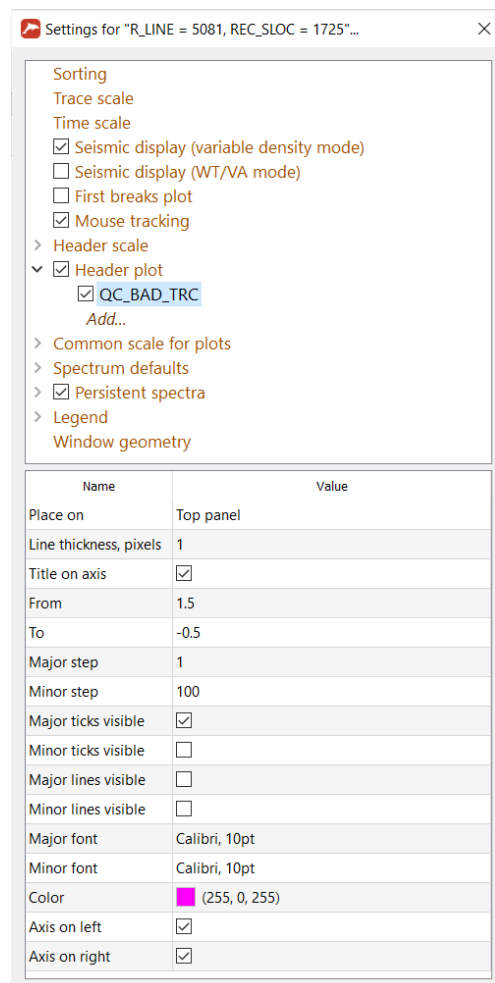 Settings for "R_LINE = 5081, REC_SLOC = 1725"...
Sorting
Trace scale
Time scale
Seismic display (variable density mode)
Seismic display (WT/VA mode)
First breaks plot
Mouse tracking
Header scale
Header plot
QC_BAD_TRC
Add...
Common scale for plots
Spectrum defaults
Persistent spectra
Legend
Window geometry
Name Value
Place on Top panel
Line thickness, pixels 1
Title on axis
From 1.5
To -0.5
Major step 1
Minor step 100
Major ticks visible
Minor ticks visible
Major lines visible
Minor lines visible
Major font Calibri, 10pt
Minor font Calibri, 10pt
Color (255, 0, 255)
Axis on left
Axis on right